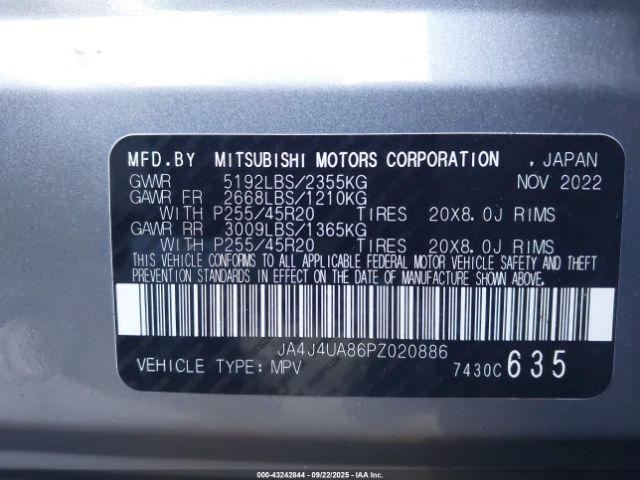 MFD.BY MITSUBISHI MOTORS CORPORATION , JAPAN
GVWR 5192LBS/2355KG NOV 2022
GAWR FR 2668LBS/1210KG
WITH P255/45R20 TIRES 20X8.0J RIMS
GAWR RR 3009LBS/1365KG
WITH P255/45R20 TIRES 20X8.0J RIMS
THIS VEHICLE CONFORMS TO ALL APPLICABLE FEDERAL MOTOR VEHICLE SAFETY AND THEFT
PREVENTION STANDARDS IN EFFECT ON THE DATE OF MANUFACTURE SHOWN ABOVE.
JA4J4UA86PZ020886
VEHICLE TYPE: MPV 7430C 635
000-43242844 - 09/22/2025 - IAA Inc.